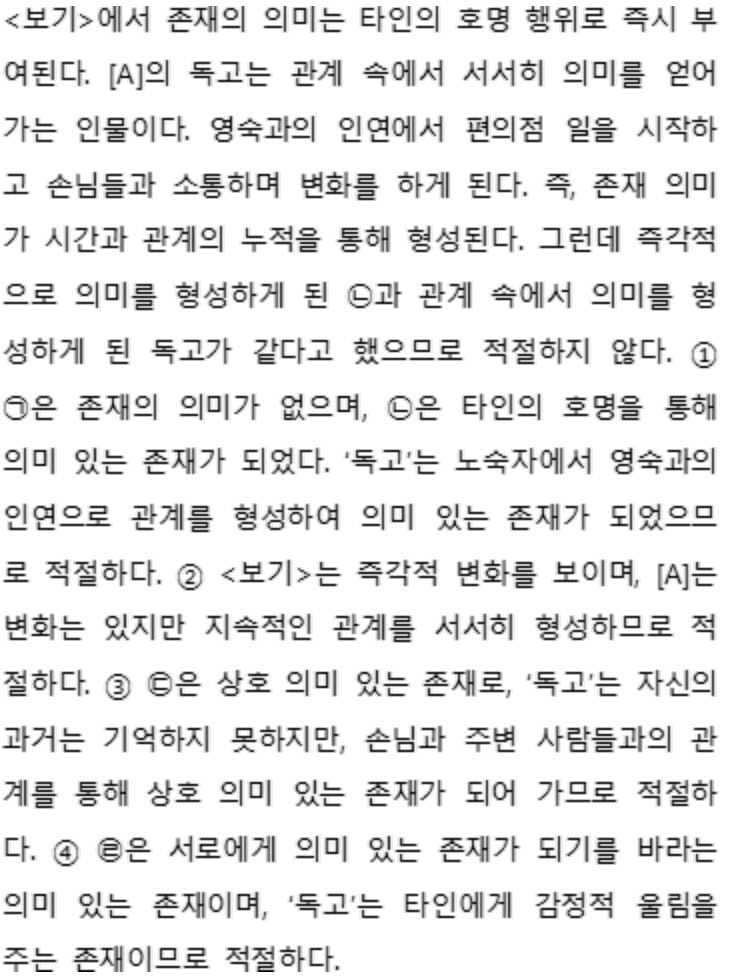 <보기>에서 존재의 의미는 타인의 호명 행위로 즉시 부
여된다. [A]의 독고는 관계 속에서 서서히 의미를 얻어
가는 인물이다. 영숙과의 인연에서 편의점 일을 시작하
고 손님들과 소통하며 변화를 하게 된다. 즉, 존재 의미
가 시간과 관계의 누적을 통해 형성된다. 그런데 즉각적
으로 의미를 형성하게 된 ㉡과 관계 속에서 의미를 형
성하게 된 독고가 같다고 했으므로 적절하지 않다. ①
㉠은 존재의 의미가 없으며, ㉡은 타인의 호명을 통해
의미 있는 존재가 되었다. ‘독고’는 노숙자에서 영숙과의
인연으로 관계를 형성하여 의미 있는 존재가 되었으므
로 적절하다. ② <보기>는 즉각적 변화를 보이며, [A]는
변화는 있지만 지속적인 관계를 서서히 형성하므로 적
절하다. ③ ㉢은 상호 의미 있는 존재로, ‘독고’는 자신의
과거는 기억하지 못하지만, 손님과 주변 사람들과의 관
계를 통해 상호 의미 있는 존재가 되어 가므로 적절하
다. ④ ㉣은 서로에게 의미 있는 존재가 되기를 바라는
의미 있는 존재이며, ‘독고’는 타인에게 감정적 울림을
주는 존재이므로 적절하다.